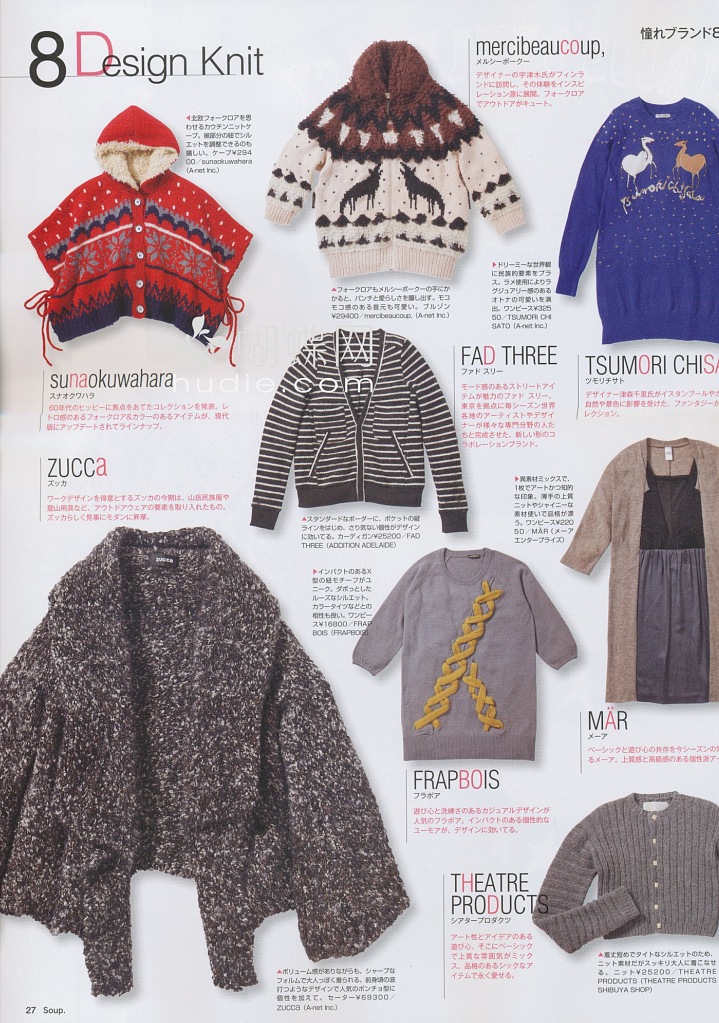 8 Design Knit
憧れブランド8
◀北欧フォークロアを思
わせるカウチンニットケ
ープ。裾部分の紐でシル
エットを調整できるのも
嬉しい。ケープ¥294
00/sunaokuwahara
(A-net Inc.)
mercibeaucoup,
メルシーボークー
デザイナーの宇津木氏がフィンラ
ンドに訪問し、その体験をインスピ
レーション源に展開。フォークロア
でアウトドアがキュート。
▲フォークロアもメルシーボークーの手にか
かると、パンチと愛らしさを醸し出す。モコ
モコ感のある首元も可愛い。ブルゾン
¥29400/mercibeaucoup, (A-net Inc.)
▶ドリーミーな世界観
に民族的要素をプラ
ス。ラメ使用によりラ
グジュアリー感のある
オトナの可愛いを演
出。ワンピース¥325
50/TSUMORI CHI
SATO (A-net Inc.)
Tsumori Chisato
sunaokuwahara
スナオクワハラ
60年代のヒッピーに焦点をあてたコレクションを発表。レ
トロ感のあるフォークロア&カラーのあるアイテムが、現代
版にアップデートされてラインナップ。
蝶网
hudie.com
FAD THREE
ファド スリー
モード感のあるストリートアイ
テムが魅力のファド スリー。
東京を拠点に毎シーズン世界
各地のアーティストやデザイ
ナーが様々な専門分野の人た
ちと完成させた、新しい形のコ
ラボレーションブランド。
TSUMORI CHISA
ツモリチサト
デザイナー津森千里氏がイスタンブールやカ
自然や景色に影響を受けた、ファンタジーか
レクション。
ZUCCa
ズッカ
ワークデザインを得意とするズッカの今期は、山岳民族服や
登山用具など、アウトドアウェアの要素を取り入れたもの。
ズッカらしく見事にモダンに昇華。
▲スタンダードなボーダーに、ポケットの縦
ラインをはじめ、さり気ない個性がデザイン
に効いてる。カーディガン¥25200/FAD
THREE (ADDITION ADELAIDE)
▶異素材ミックスで、
1枚でアートかつ知的
な印象。薄手の上質
ニットやシャイニーな
素材使いで品格が漂
う。ワンピース¥220
50/MÄR (メーア
エンタープライズ)
zucca
▶インパクトのあるX
型の紐モチーフがユ
ニーク。ダボっとした
ルーズなシルエット。
カラータイツなどとの
相性も良い。ワンピー
ス¥16800/FRAP
BOIS (FRAPBOIS)
MÄR
メーア
ベーシックと遊び心の共存を今シーズンの気
るメーア。上質感と高級感のある個性派アイ
FRAPBOIS
フラボア
遊び心と洗練さのあるカジュアルデザインが
人気のフラボア。インパクトのある個性的な
ユーモアが、デザインに効いてる。
THEATRE
PRODUCTS
シアタープロダクツ
アート性とアイデアのある
遊び心、そこにベーシック
で上質な雰囲気がミック
ス。品格のあるシックなア
イテムで永く愛せる。
▲着丈短めでタイトなシルエットのため、
ニット素材だがスッキリ大人に着こなせ
る。ニット¥25200/THEATRE
PRODUCTS (THEATRE PRODUCTS
SHIBUYA SHOP)
▲ボリューム感がありながらも、シャープな
フォルムで大人っぽく着られる。前身頃の波
打つようなデザインで人気のポンチョ型に
個性を加えて。セーター¥69300/
ZUCCa (A-net Inc.)
27 Soup.